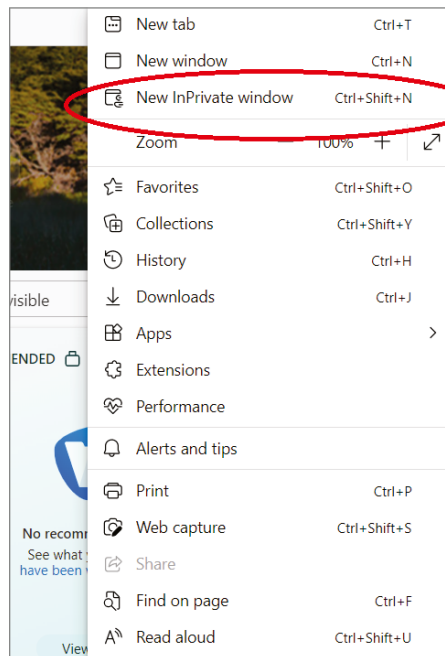 New tab Ctrl+T
New window Ctrl+N
New InPrivate window Ctrl+Shift+N
Zoom 100%
Favorites Ctrl+Shift+O
Collections Ctrl+Shift+Y
History Ctrl+H
Downloads Ctrl+J
Apps
Extensions
Performance
Alerts and tips
Print Ctrl+P
Web capture Ctrl+Shift+S
Share
Find on page Ctrl+F
Read aloud Ctrl+Shift+U
visible
ENDED
No recomm
See what
have been
View